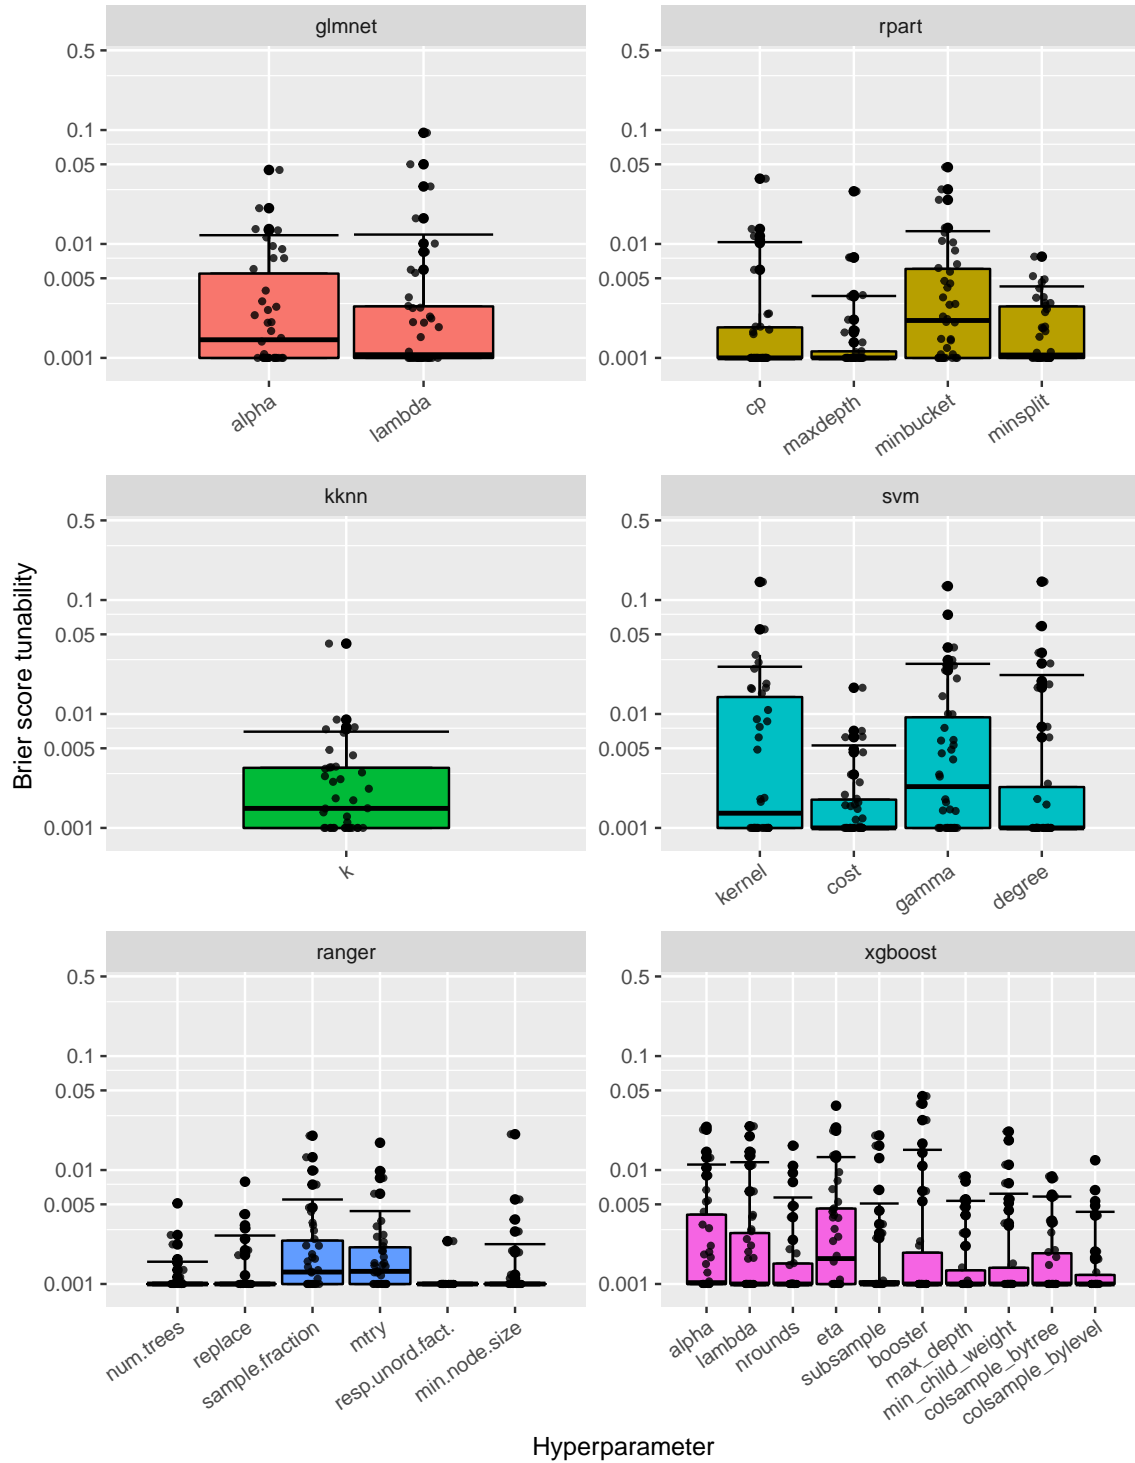 glmnet
rpart
0.5
0.1
0.05
0.01
0.005
0.001
alpha
lambda
0.5
0.1
0.05
0.01
0.005
0.001
cp
maxdepth
minbucket
minsplit
kknn
svm
Brier score tunability
0.5
0.1
0.05
0.01
0.005
0.001
k
0.5
0.1
0.05
0.01
0.005
0.001
kernel
cost
gamma
degree
ranger
xgboost
0.5
0.1
0.05
0.01
0.005
0.001
num.trees
replace
sample.fraction
mtry
resp.unord.fact.
min.node.size
0.5
0.1
0.05
0.01
0.005
0.001
alpha
lambda
nrounds
eta
subsample
booster
max_depth
min_child_weight
colsample_bytree
colsample_bylevel
Hyperparameter